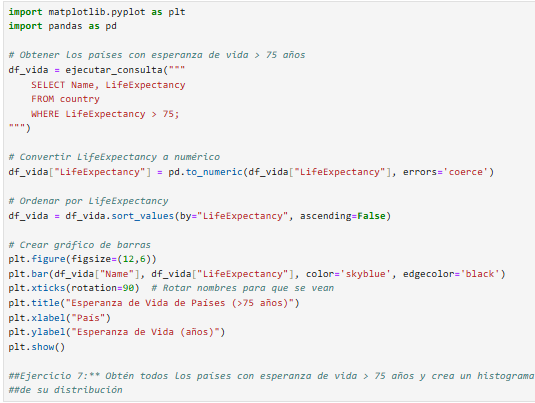 import matplotlib.pyplot as plt
import pandas as pd

# Obtener los países con esperanza de vida > 75 años
df_vida = ejecutar_consulta("""
    SELECT Name, LifeExpectancy
    FROM country
    WHERE LifeExpectancy > 75;
""")

# Convertir LifeExpectancy a numérico
df_vida["LifeExpectancy"] = pd.to_numeric(df_vida["LifeExpectancy"], errors='coerce')

# Ordenar por LifeExpectancy
df_vida = df_vida.sort_values(by="LifeExpectancy", ascending=False)

# Crear gráfico de barras
plt.figure(figsize=(12,6))
plt.bar(df_vida["Name"], df_vida["LifeExpectancy"], color='skyblue', edgecolor='black')
plt.xticks(rotation=90)  # Rotar nombres para que se vean
plt.title("Esperanza de Vida de Países (>75 años)")
plt.xlabel("País")
plt.ylabel("Esperanza de Vida (años)")
plt.show()

##Ejercicio 7:** Obtén todos los países con esperanza de vida > 75 años y crea un histograma
##de su distribución